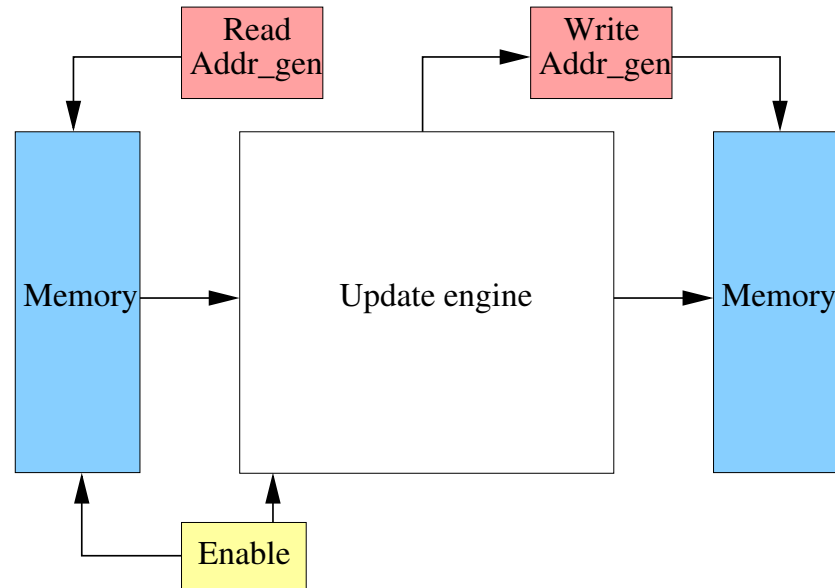 Read
Addr_gen
Write
Addr_gen
Memory
Update engine
Memory
Enable